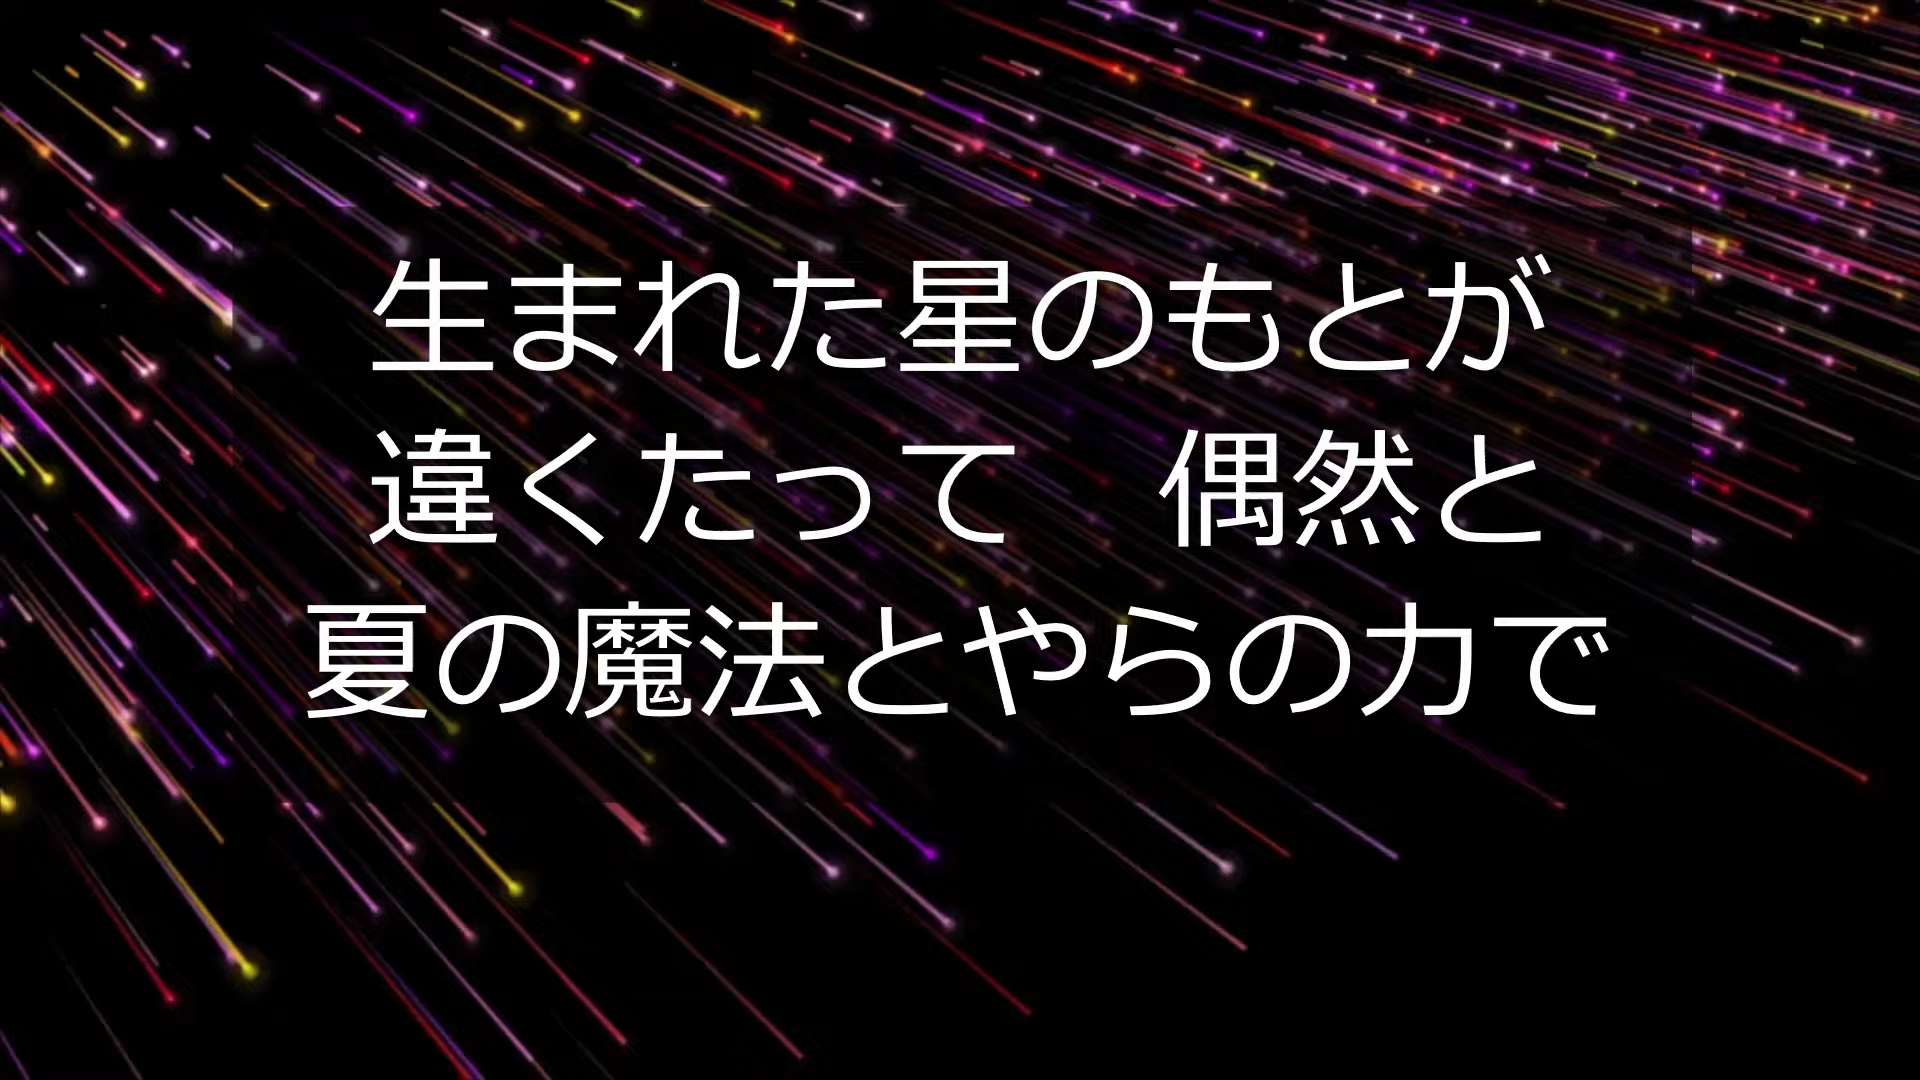 生まれた星のもとが
違くたって　偶然と
夏の魔法とやらの力で